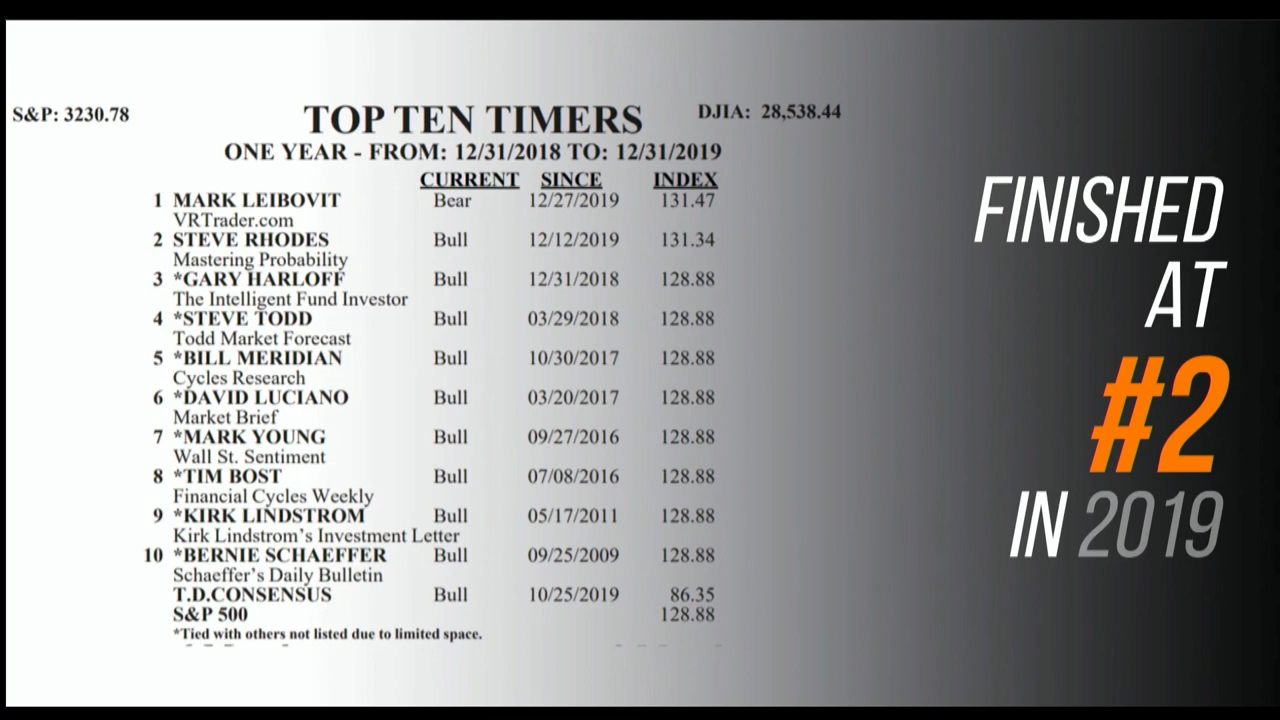 S&P: 3230.78
TOP TEN TIMERS
DJIA: 28,538.44
ONE YEAR - FROM: 12/31/2018 TO: 12/31/2019
CURRENT SINCE INDEX
1 MARK LEIBOVIT Bear 12/27/2019 131.47
VRTrader.com
2 STEVE RHODES Bull 12/12/2019 131.34
Mastering Probability
3 *GARY HARLOFF Bull 12/31/2018 128.88
The Intelligent Fund Investor
4 *STEVE TODD Bull 03/29/2018 128.88
Todd Market Forecast
5 *BILL MERIDIAN Bull 10/30/2017 128.88
Cycles Research
6 *DAVID LUCIANO Bull 03/20/2017 128.88
Market Brief
7 *MARK YOUNG Bull 09/27/2016 128.88
Wall St. Sentiment
8 *TIM BOST Bull 07/08/2016 128.88
Financial Cycles Weekly
9 *KIRK LINDSTROM Bull 05/17/2011 128.88
Kirk Lindstrom's Investment Letter
10 *BERNIE SCHAEFFER Bull 09/25/2009 128.88
Schaeffer's Daily Bulletin
T.D.CONSENSUS Bull 10/25/2019 86.35
S&P 500 128.88
*Tied with others not listed due to limited space.
FINISHED
AT
#2
IN 2019